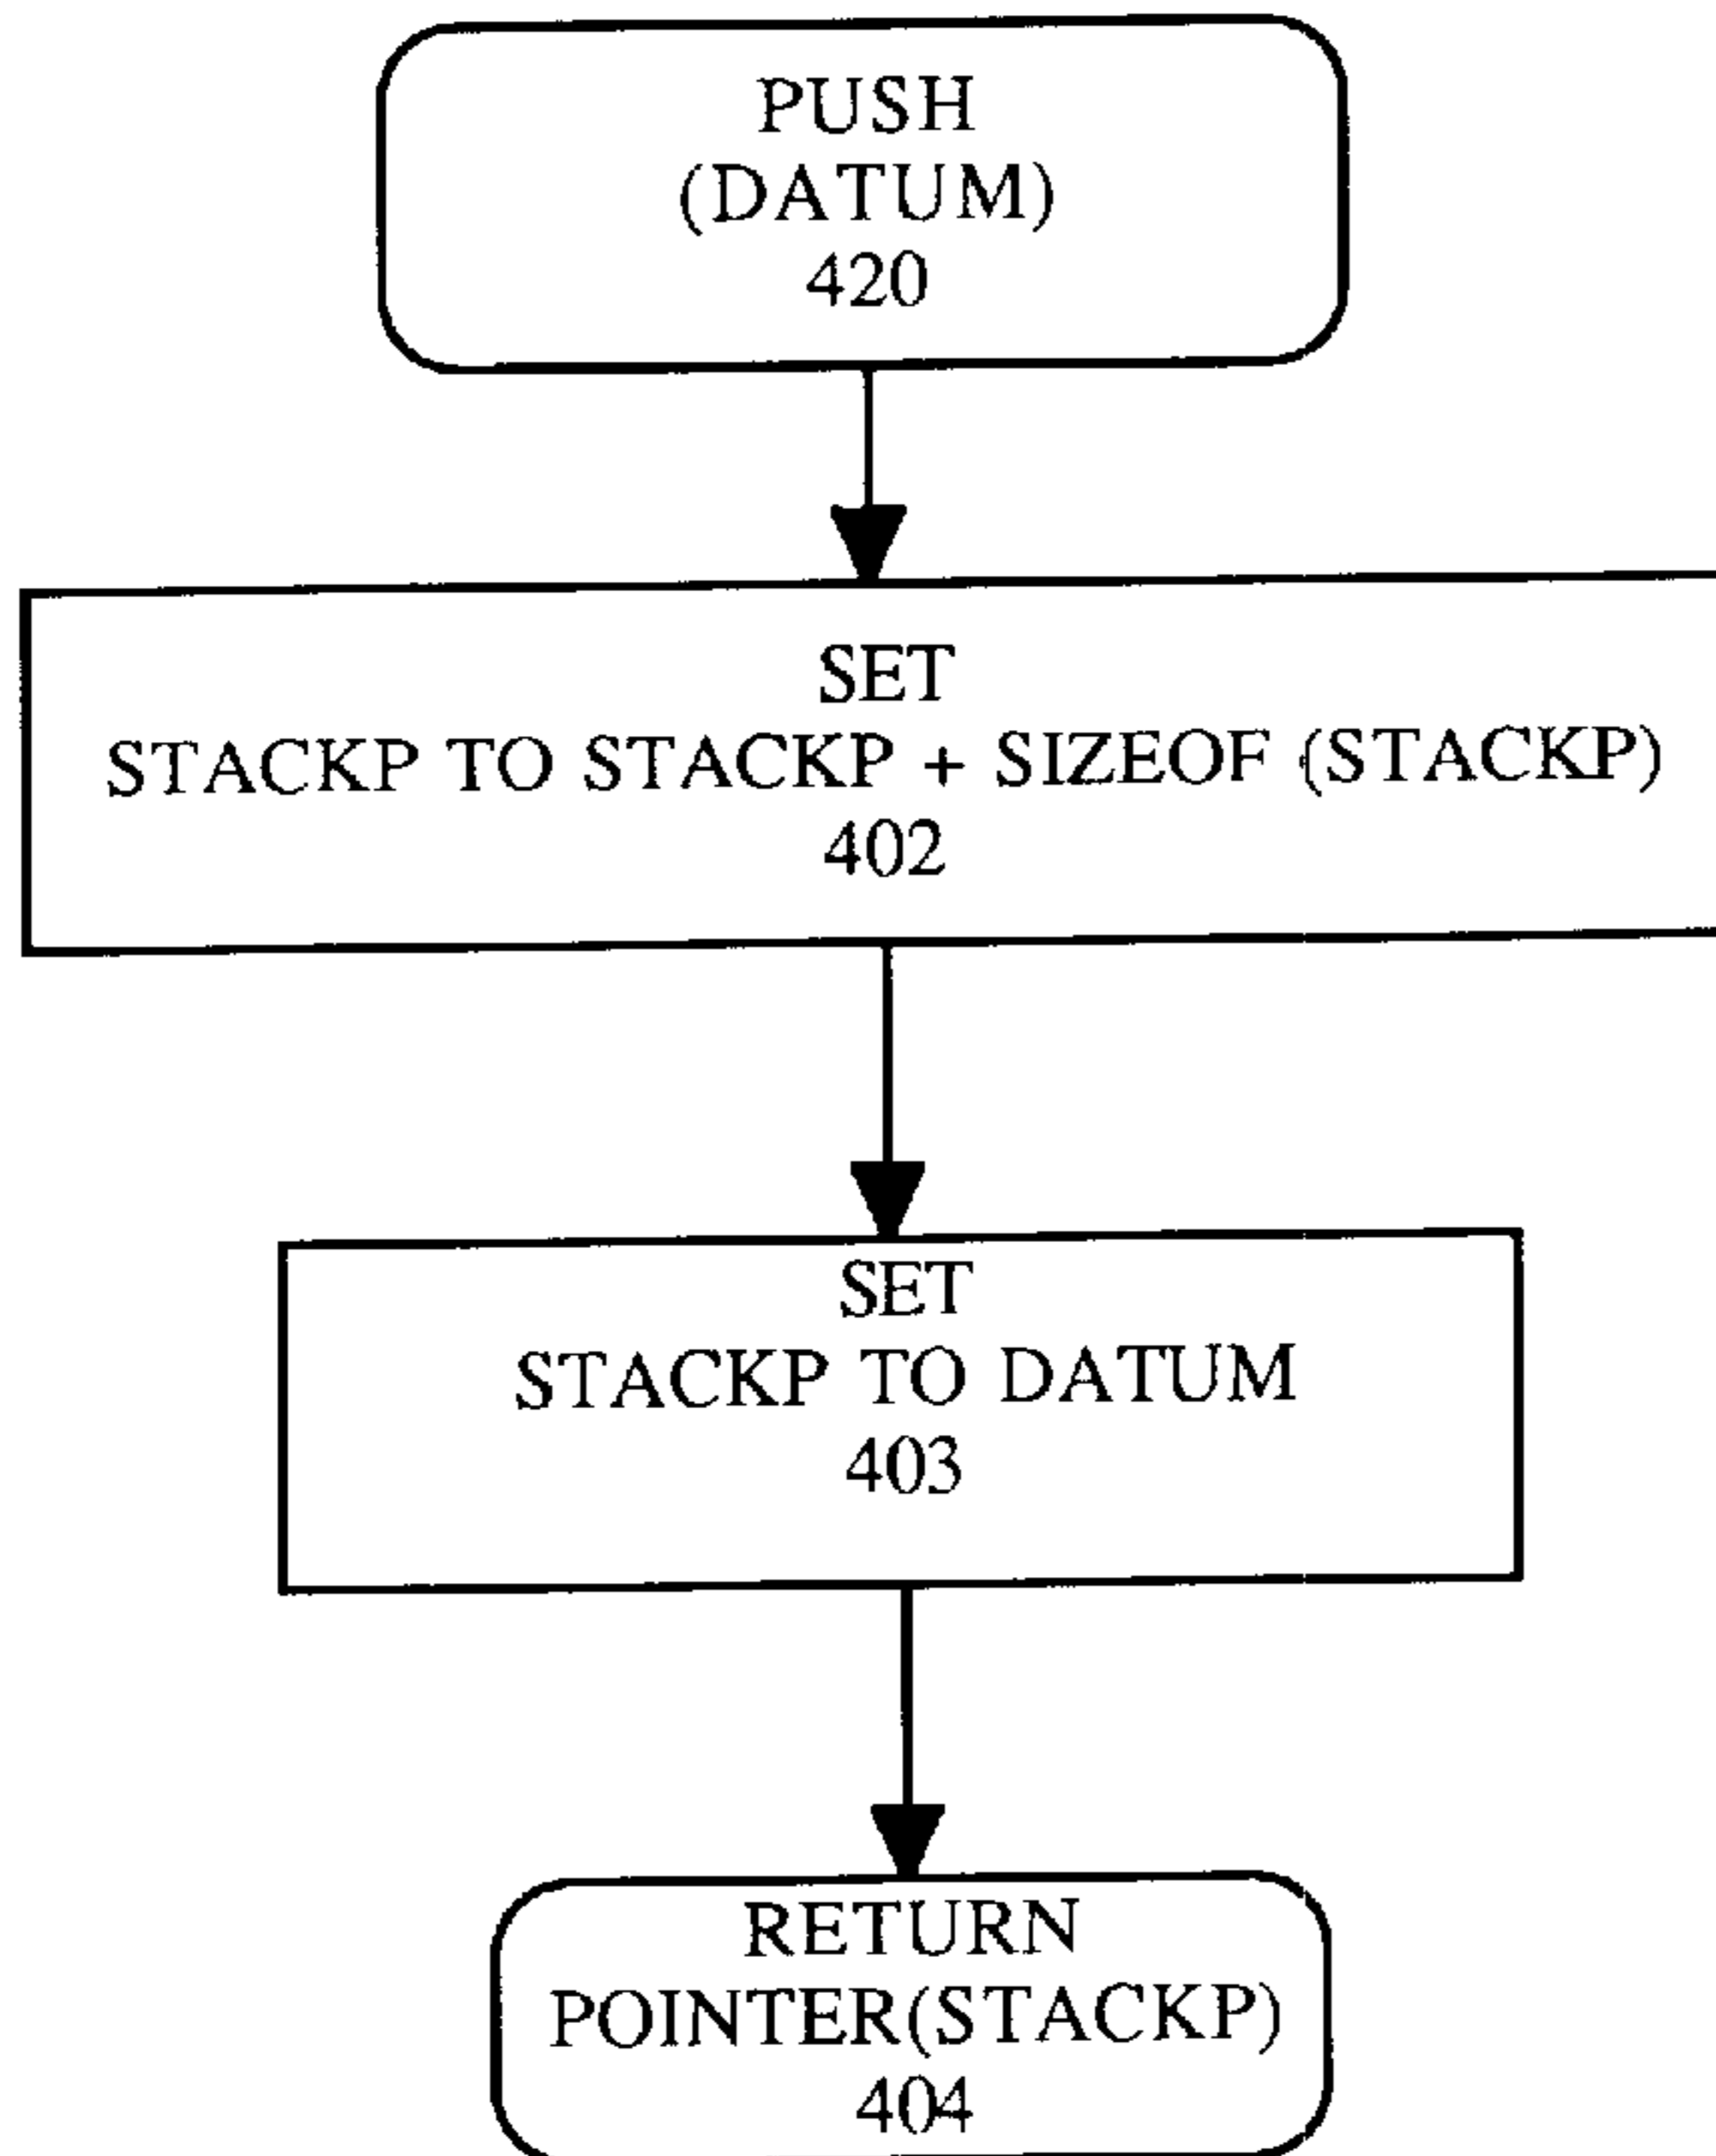 PUSH
(DATUM)
420
SET
STACKP TO STACKP + SIZEOF (STACKP)
402
SET
STACKP TO DATUM
403
RETURN
POINTER(STACKP)
404